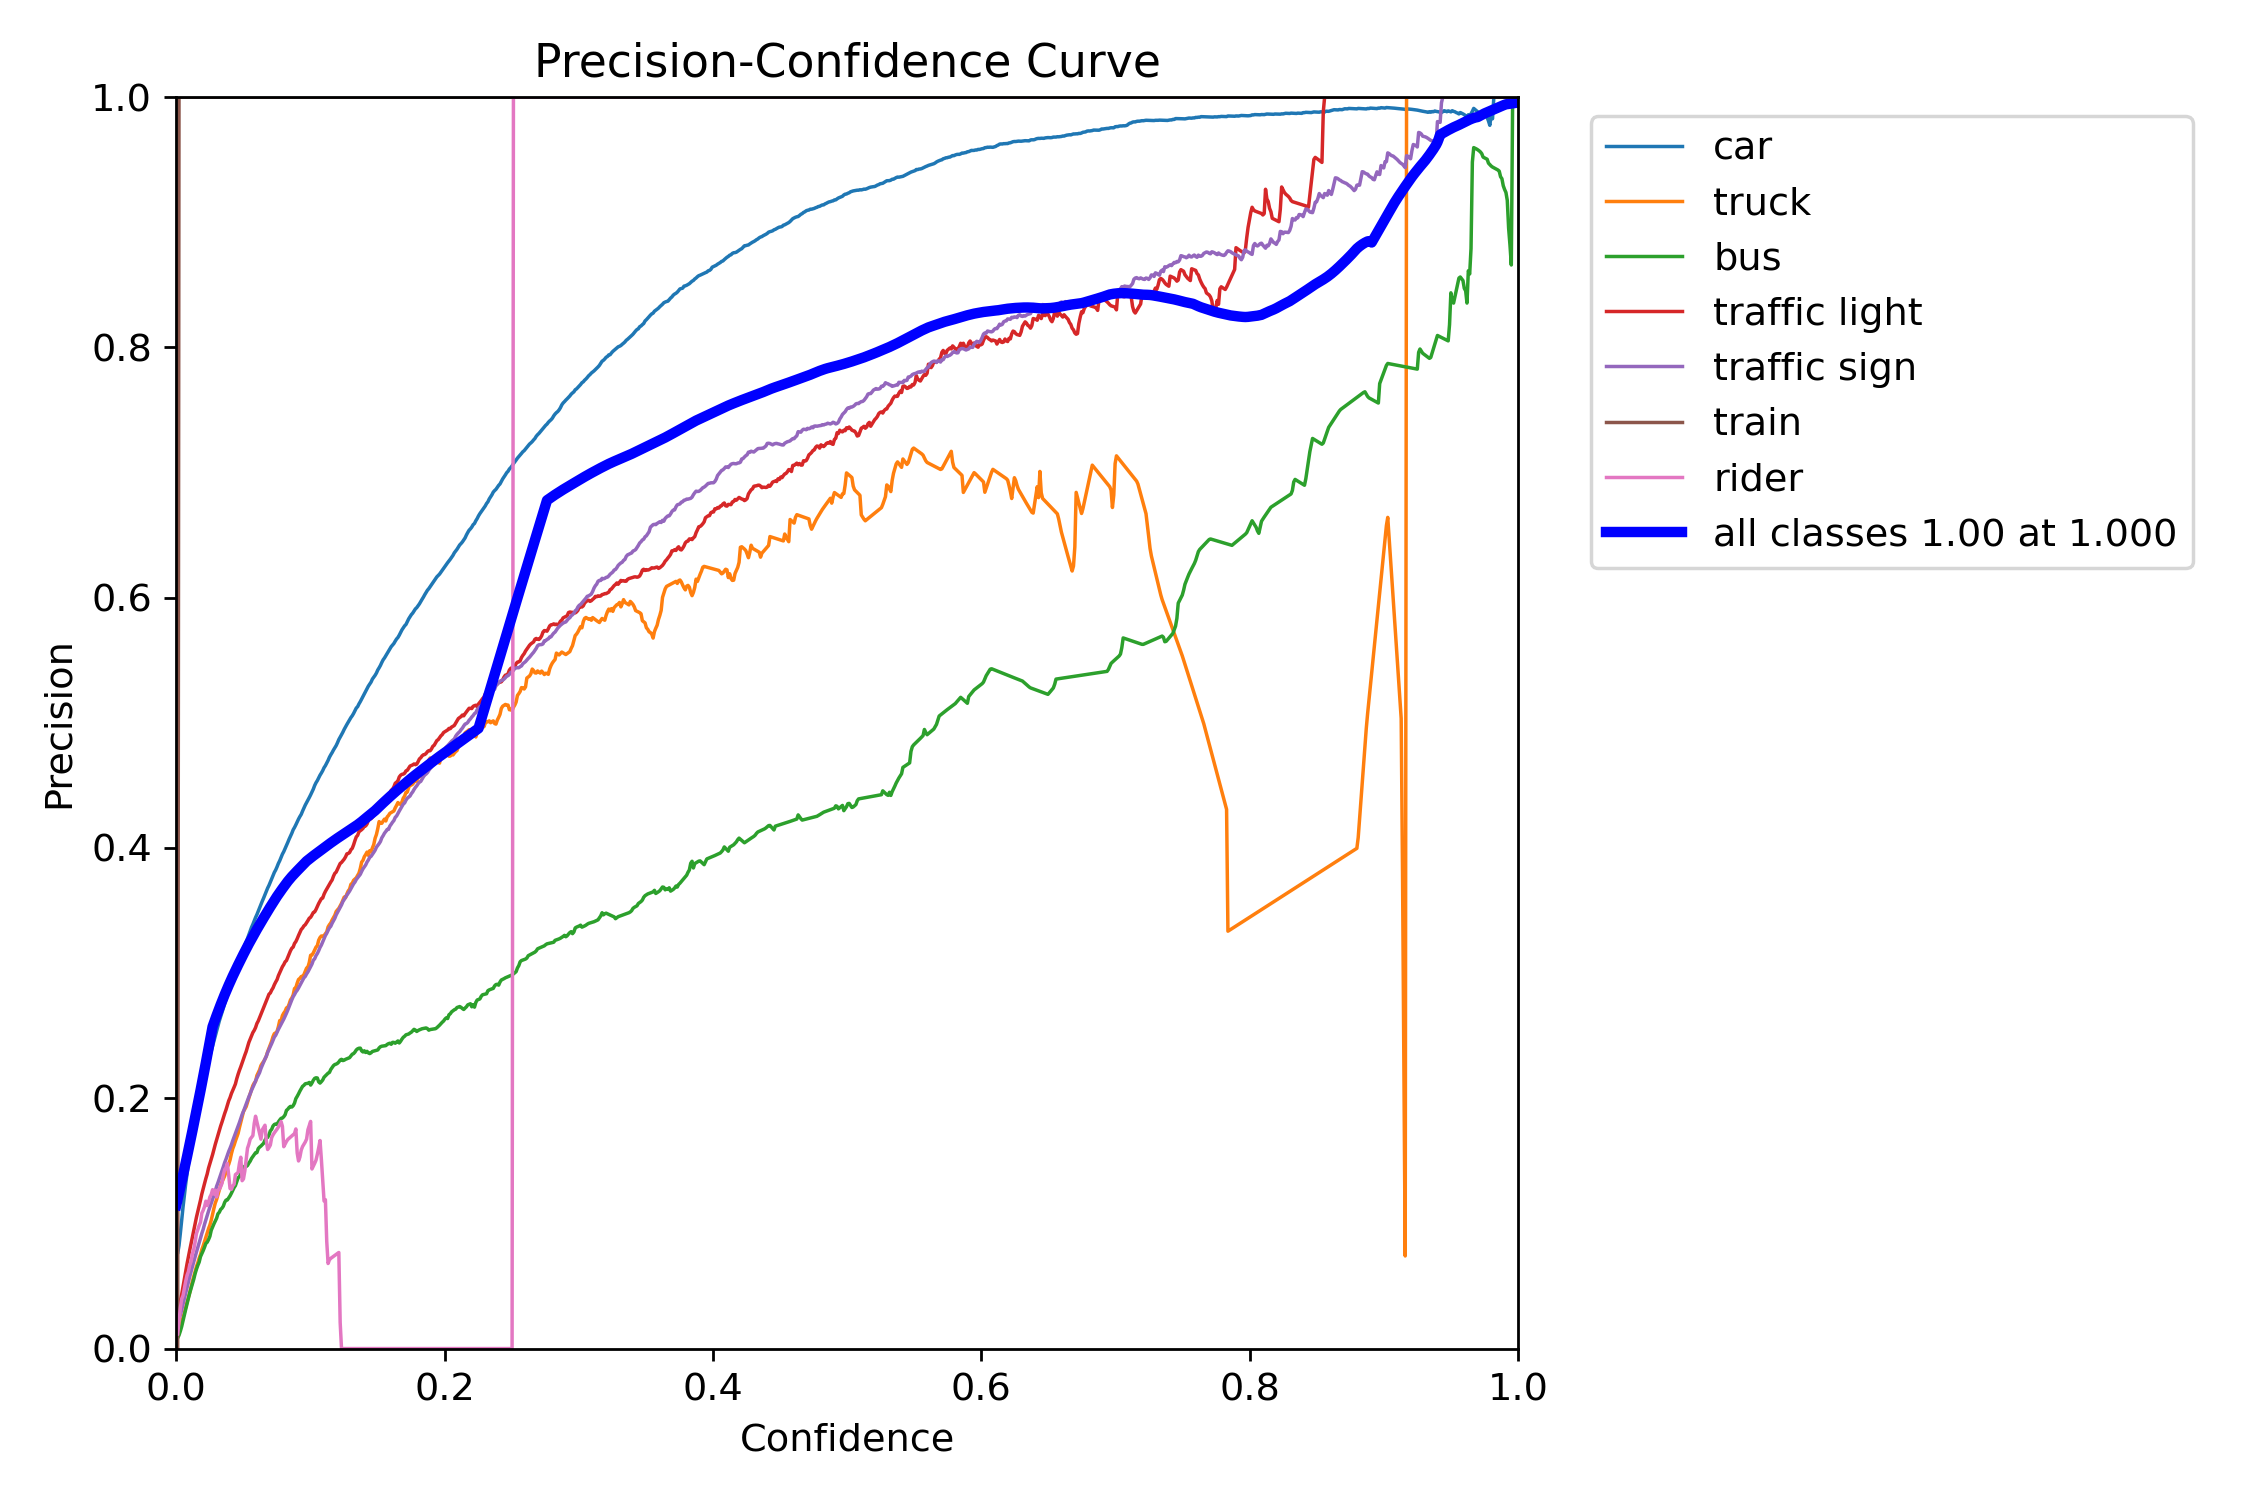 Precision-Confidence Curve
1.0
0.8
0.6
0.4
0.2
0.0
Precision
0.0 0.2 0.4 0.6 0.8 1.0
Confidence
car
truck
bus
traffic light
traffic sign
train
rider
all classes 1.00 at 1.000